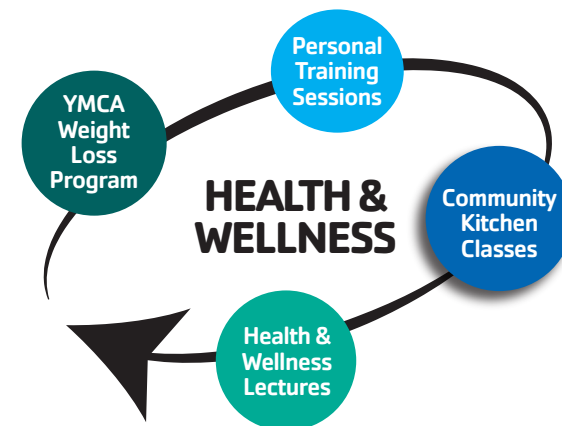 Personal
Training
Sessions
YMCA
Weight
Loss
Program
HEALTH &
WELLNESS
Community
Kitchen
Classes
Health &
Wellness
Lectures